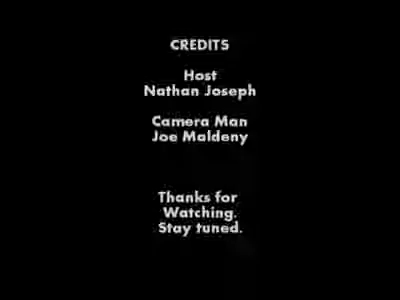 CREDITS
Host
Nathan Joseph
Camera Man
Joe Maldeny
Thanks for
Watching.
Stay tuned.